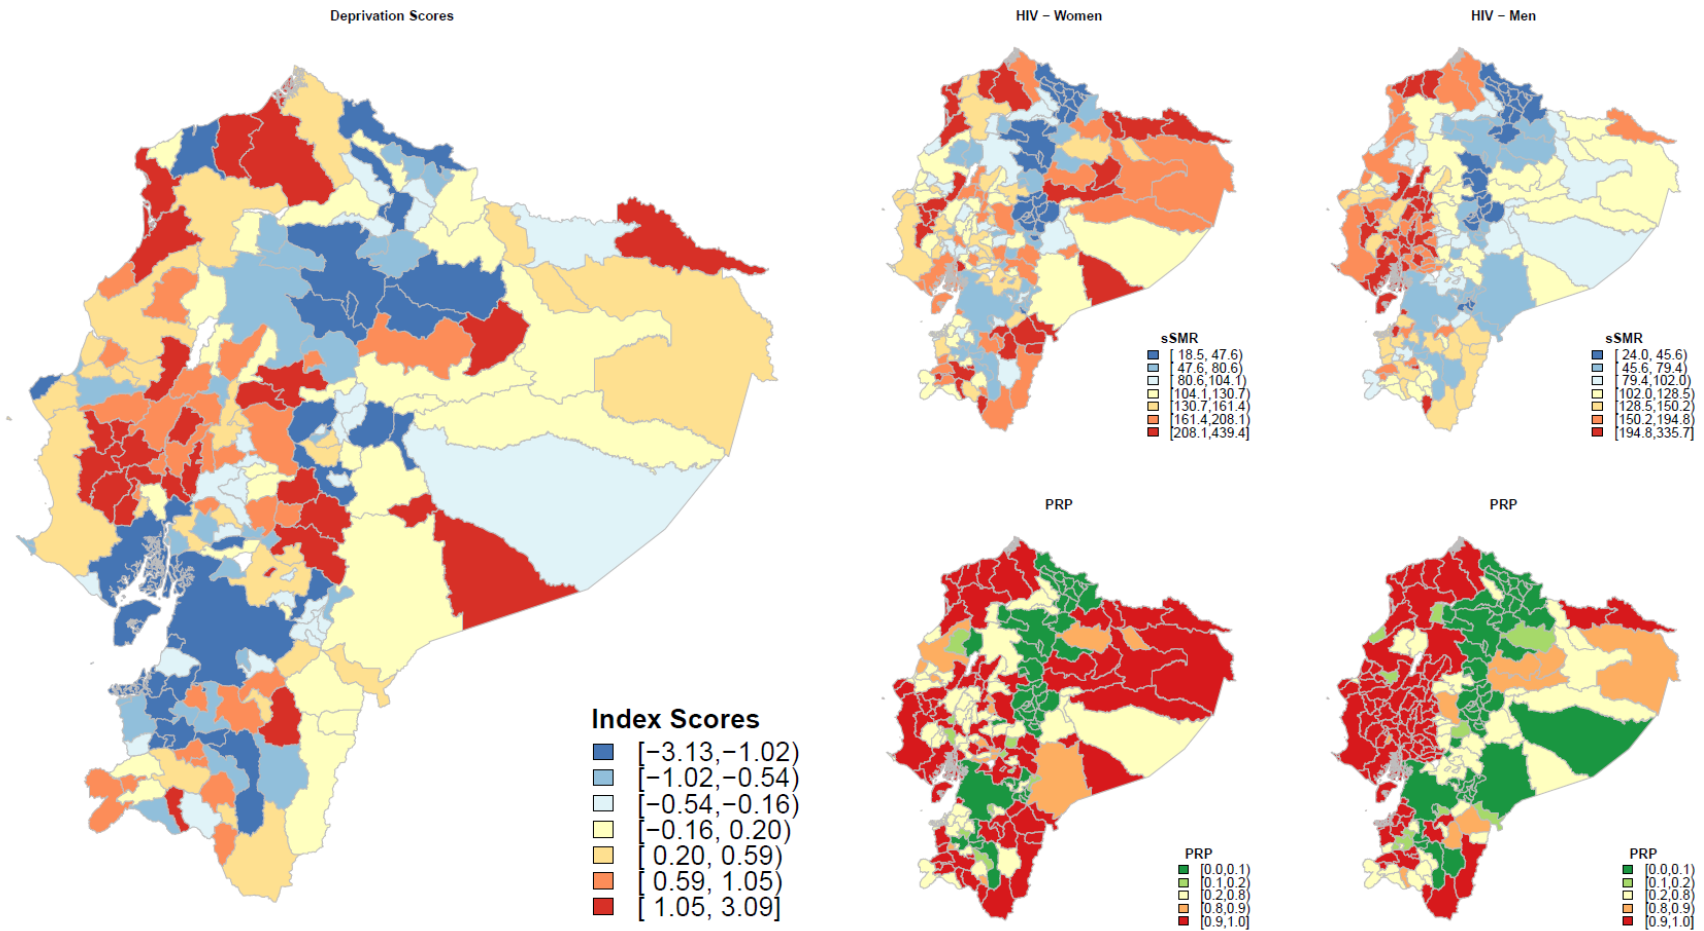 Deprivation Scores
HIV − Women
HIV − Men
Index Scores
[−3.13,−1.02)
[−1.02,−0.54)
[−0.54,−0.16)
[−0.16, 0.20)
[ 0.20, 0.59)
[ 0.59, 1.05)
[ 1.05, 3.09]
sSMR
[ 18.5, 47.6)
[ 47.6, 80.6)
[ 80.6,104.1)
[104.1,130.7)
[130.7,161.4)
[161.4,208.1)
[208.1,439.4]
sSMR
[ 24.0, 45.6)
[ 45.6, 79.4)
[ 79.4,102.0)
[102.0,128.5)
[128.5,150.2)
[150.2,194.8)
[194.8,335.7]
PRP
PRP
PRP
[0.0,0.1)
[0.1,0.2)
[0.2,0.8)
[0.8,0.9)
[0.9,1.0]
PRP
[0.0,0.1)
[0.1,0.2)
[0.2,0.8)
[0.8,0.9)
[0.9,1.0]